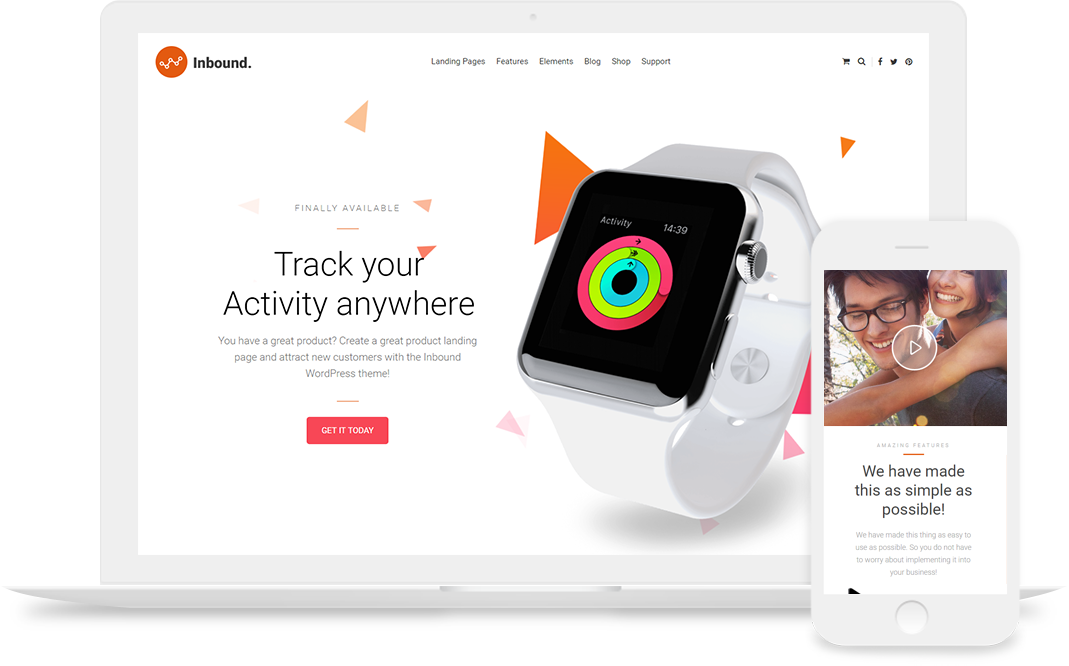 Inbound.
Landing Pages Features Elements Blog Shop Support
FINALLY AVAILABLE
Track your
Activity anywhere
You have a great product? Create a great product landing
page and attract new customers with the Inbound
WordPress theme!
GET IT TODAY
Activity 14:39
AMAZING FEATURES
We have made
this as simple as
possible!
We have made this thing as easy to
use as possible. So you do not have
to worry about implementing it into
your business!